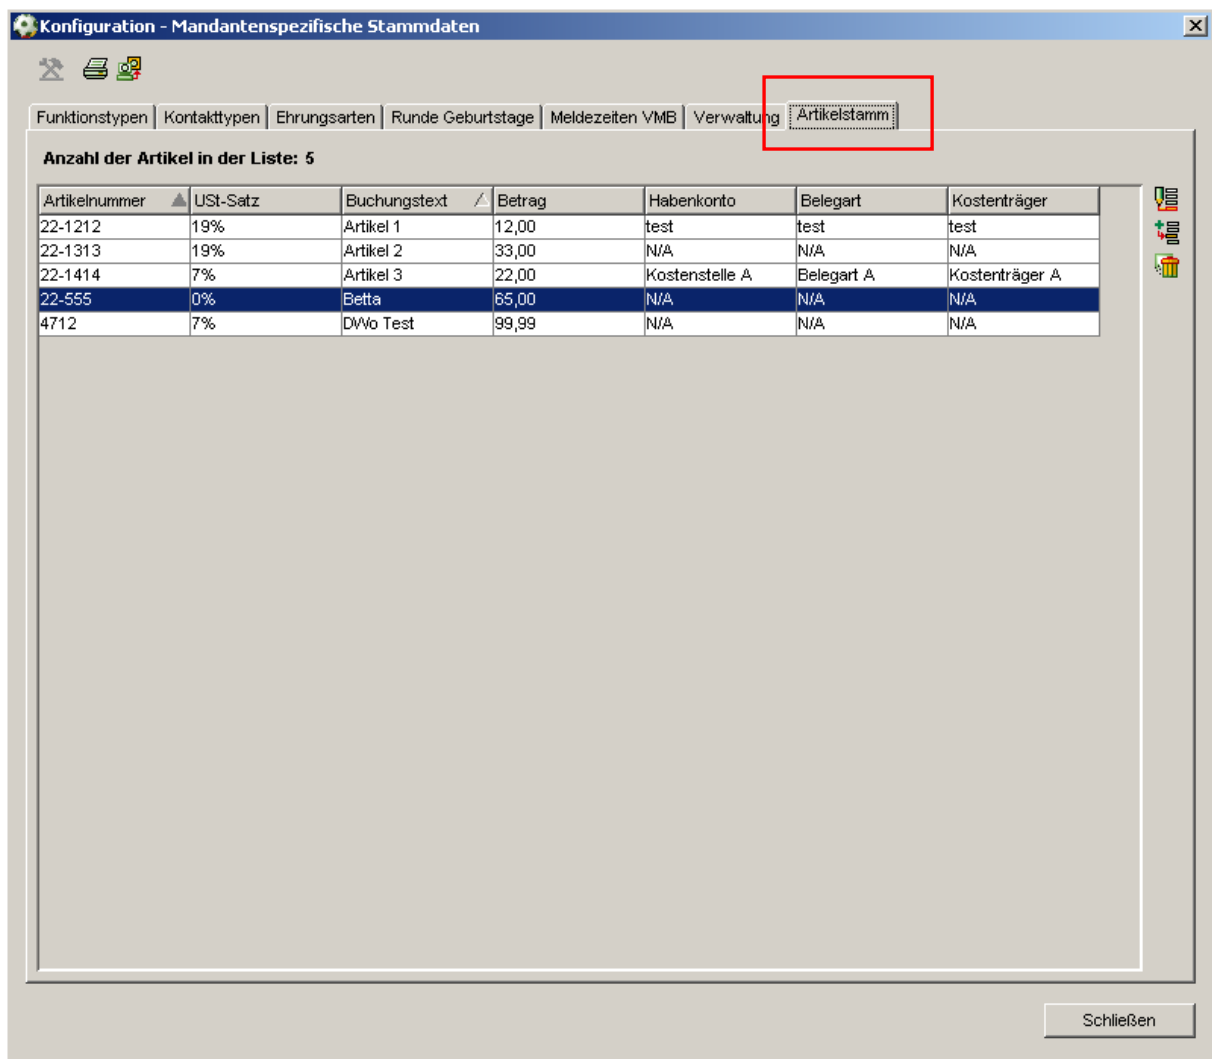 Konfiguration - Mandantenspezifische Stammdaten
Funktionstypen Kontakttypen Ehrungsarten Runde Geburtstage Meldezeiten VMB Verwaltung Artikelstamm
Anzahl der Artikel in der Liste: 5
Artikelnummer USt-Satz Buchungstext Betrag Habenkonto Belegart Kostenträger
22-1212 19% Artikel 1 12,00 test test test
22-1313 19% Artikel 2 33,00 N/A N/A N/A
22-1414 7% Artikel 3 22,00 Kostenstelle A Belegart A Kostenträger A
22-555 0% Betta 65,00 N/A N/A N/A
4712 7% DWo Test 99,99 N/A N/A N/A
Schließen